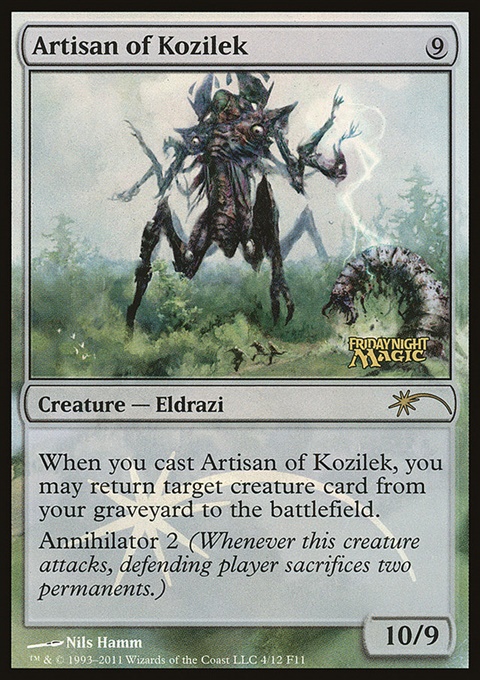 Artisan of Kozilek 9
FRIDAY NIGHT
MAGIC
Creature — Eldrazi
When you cast Artisan of Kozilek, you
may return target creature card from
your graveyard to the battlefield.
Annihilator 2 (Whenever this creature
attacks, defending player sacrifices two
permanents.)
10/9
Nils Hamm
™ & © 1993–2011 Wizards of the Coast LLC 4/12 F11